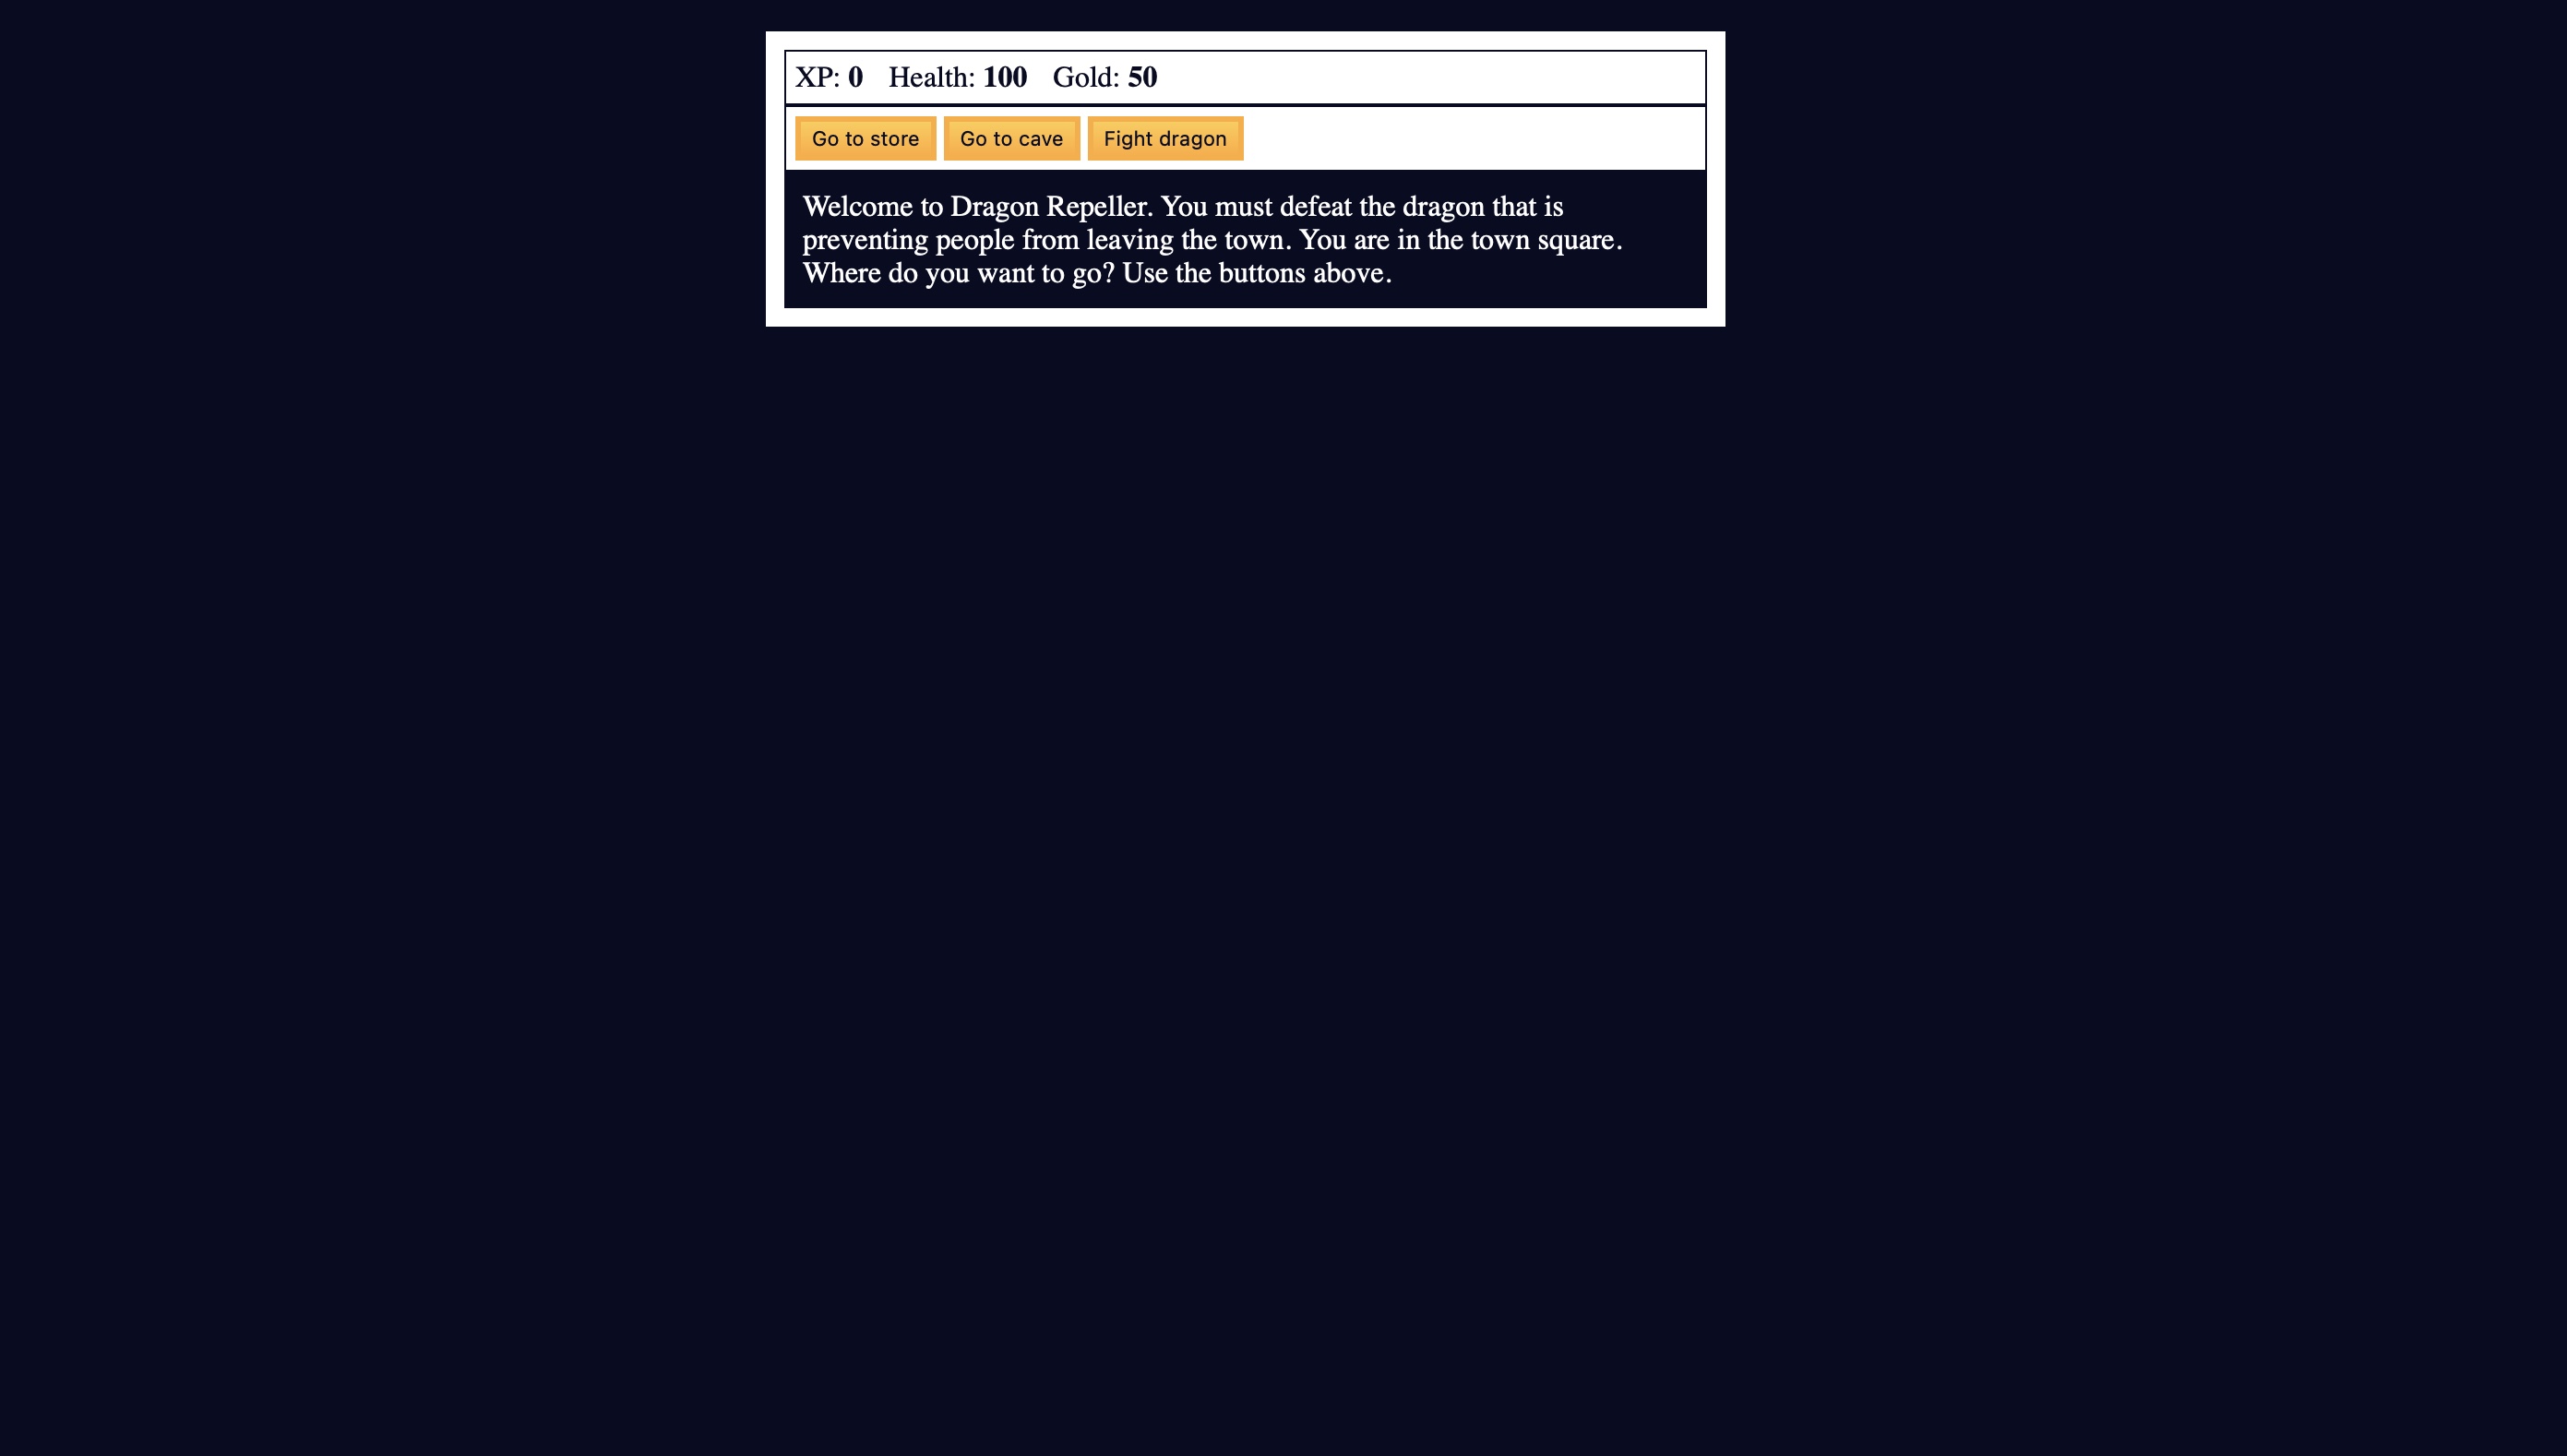 XP: 0 Health: 100 Gold: 50
Go to store Go to cave Fight dragon
Welcome to Dragon Repeller. You must defeat the dragon that is
preventing people from leaving the town. You are in the town square.
Where do you want to go? Use the buttons above.